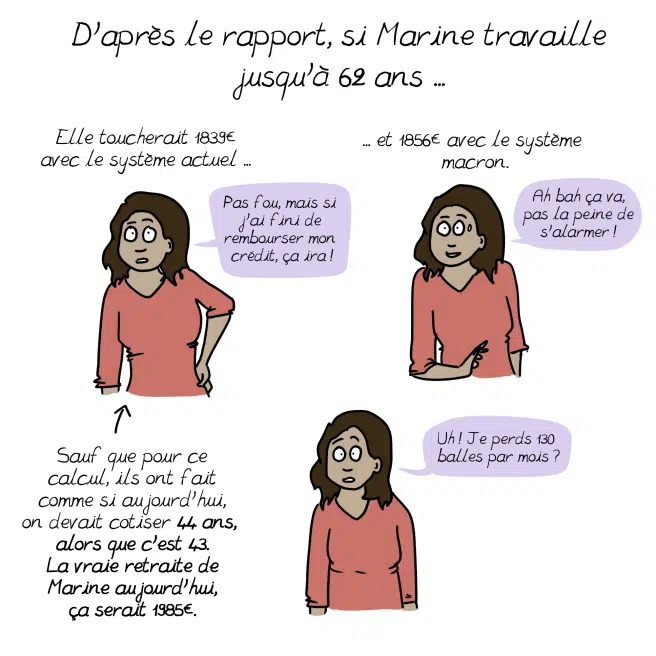 D'après le rapport, si Marine travaille
jusqu'à 62 ans ...
Elle toucherait 1839€
avec le système actuel ...
Pas fou, mais si
j'ai fini de
rembourser mon
crédit, ça ira !
... et 1856€ avec le système
macron.
Ah bah ça va,
pas la peine de
s'alarmer !
Sauf que pour ce
calcul, ils ont fait
comme si aujourd'hui,
on devait cotiser 44 ans,
alors que c'est 43.
La vraie retraite de
Marine aujourd'hui,
ça serait 1985€.
Uh ! Je perds 130
balles par mois ?